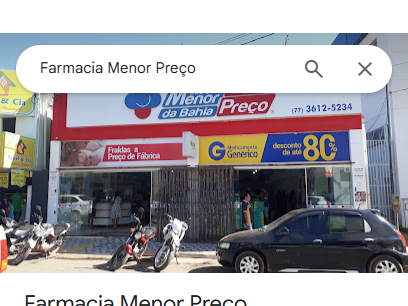 Farmacia Menor Preço
Menor
da Bahia Preço
(77) 3612-5234
Fraldas a
Preço de Fábrica
G Medicamento
Genérico
desconto
de até 80%
& Cia
Farmacia Menor Preço